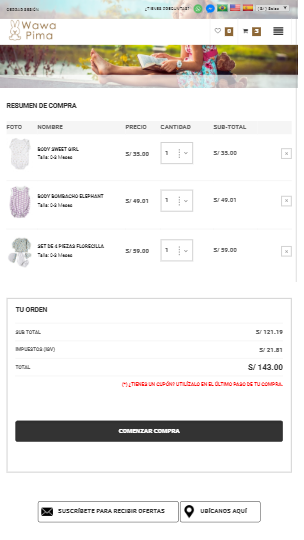 CERRAR SESIÓN
¿TIENES PREGUNTAS?
(S/.) Soles
Wawa Pima
0
3
RESUMEN DE COMPRA
FOTO NOMBRE PRECIO CANTIDAD SUB-TOTAL
BODY SWEET GIRL
Talla: 0-3 Meses
S/ 35.00 1 S/ 35.00 x
BODY BOMBACHO ELEPHANT
Talla: 0-3 Meses
S/ 49.01 1 S/ 49.01 x
SET DE 4 PIEZAS FLORECILLA
Talla: 0-3 Meses
S/ 59.00 1 S/ 59.00 x
TU ORDEN
SUB TOTAL S/ 121.19
IMPUESTOS (IGV) S/ 21.81
TOTAL S/ 143.00
(*) ¿TIENES UN CUPÓN? UTILÍZALO EN EL ÚLTIMO PASO DE TU COMPRA.
COMENZAR COMPRA
SUSCRÍBETE PARA RECIBIR OFERTAS
UBÍCANOS AQUÍ